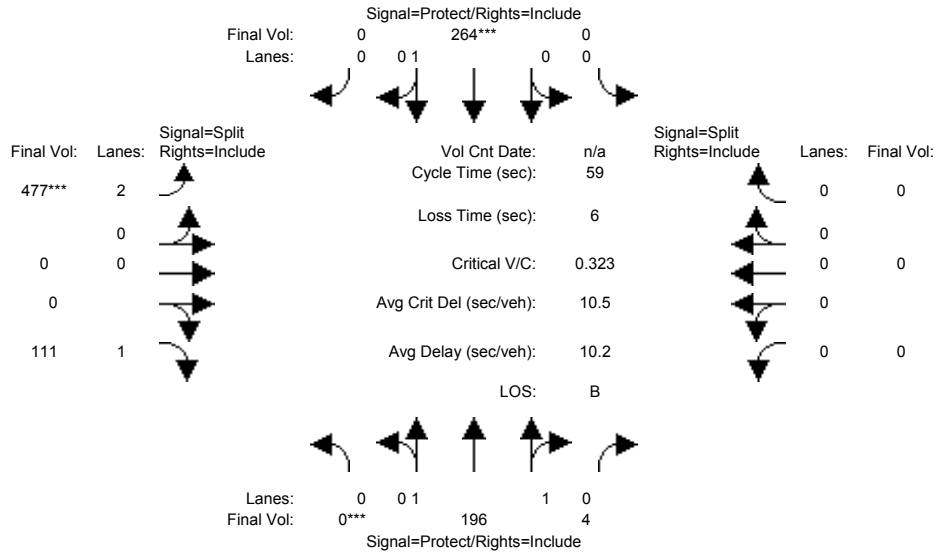 Signal=Protect/Rights=Include
Final Vol: 0 264*** 0
Lanes: 0 0 1 0 0
Signal=Split Signal=Split
Final Vol: Lanes: Rights=Include Vol Cnt Date: n/a Rights=Include Lanes: Final Vol:
Cycle Time (sec): 59
477*** 2 0 0
Loss Time (sec): 6
0 0
0 0 Critical V/C: 0.323 0 0
0 Avg Crit Del (sec/veh): 10.5 0
111 1 Avg Delay (sec/veh): 10.2 0 0
LOS: B
Lanes: 0 0 1 1 0
Final Vol: 0*** 196 4
Signal=Protect/Rights=Include